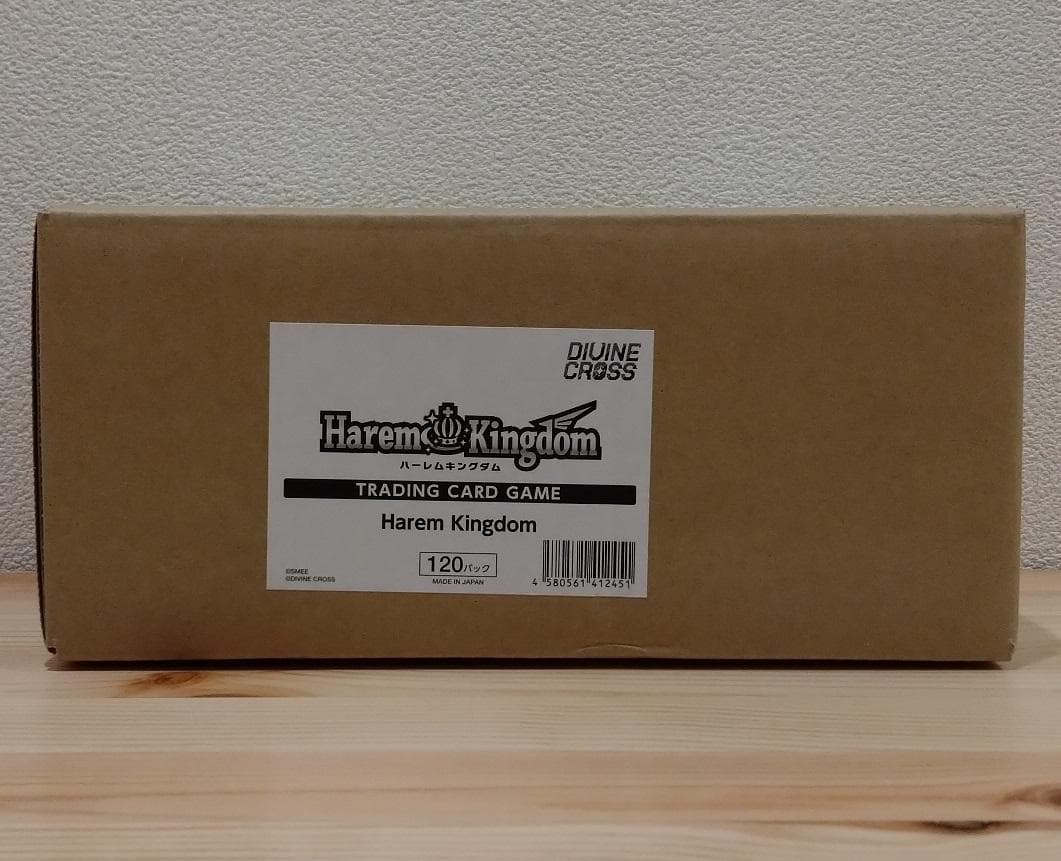 DIVINE
CROSS
Harem Kingdom
ハーレムキングダム
TRADING CARD GAME
Harem Kingdom
120パック
MADE IN JAPAN
©SMEE
©DIVINE CROSS
4 580561 412451